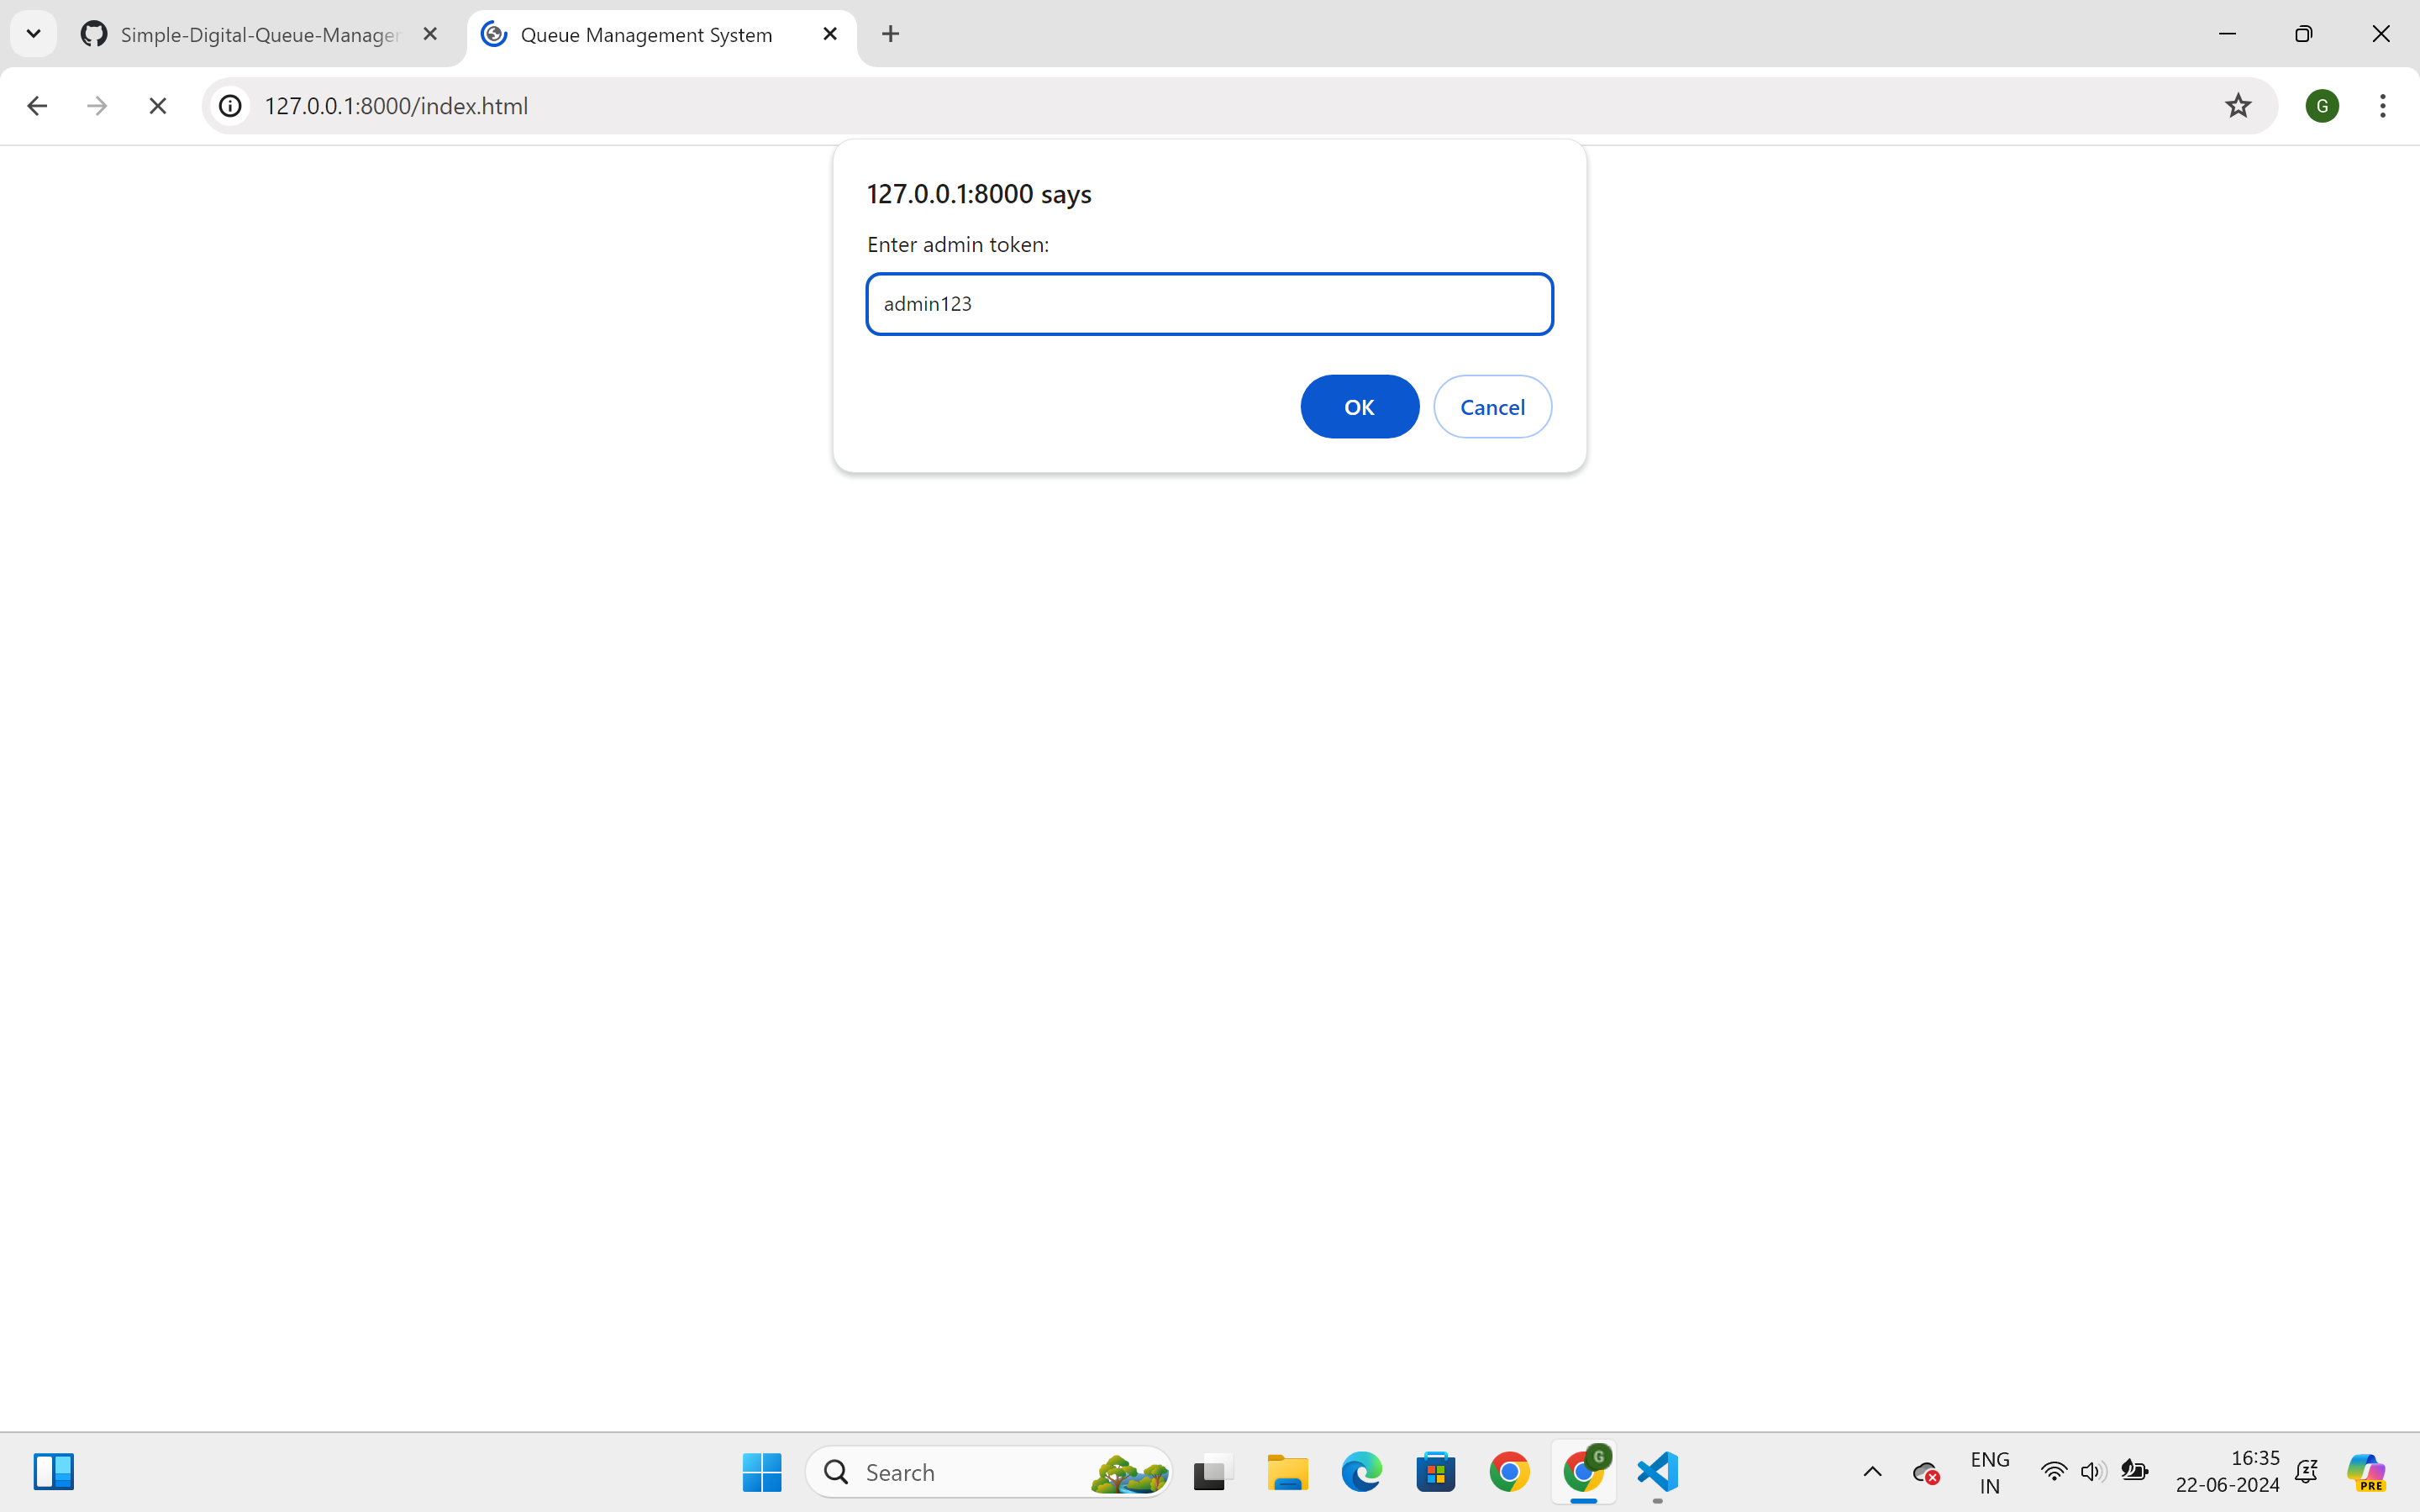 Simple-Digital-Queue-Manager
Queue Management System
127.0.0.1:8000/index.html
G
127.0.0.1:8000 says
Enter admin token:
admin123
OK
Cancel
Search
G
ENG
IN
16:35
22-06-2024
PRE